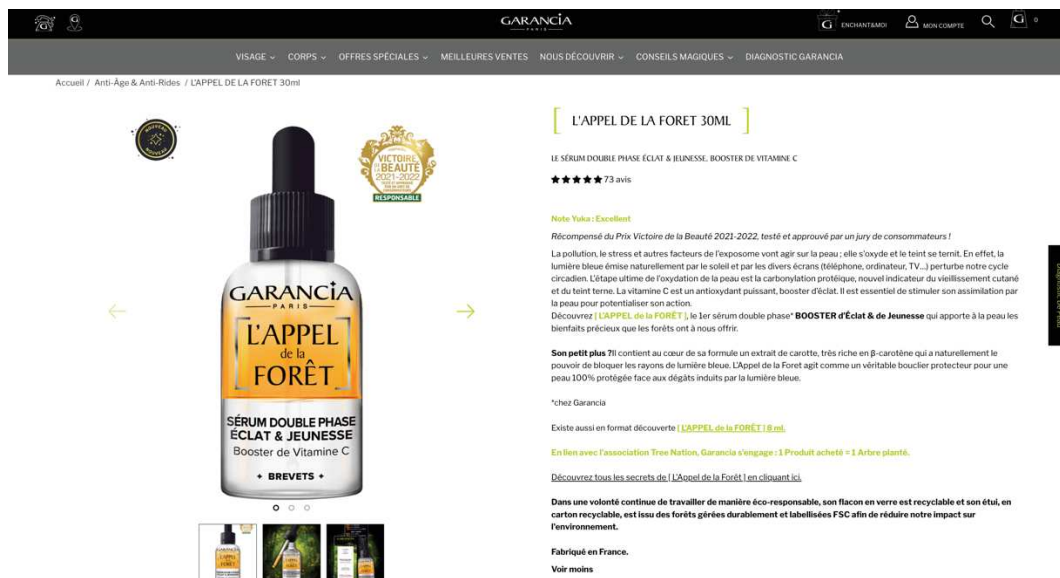 GARANCIA
PARIS
ENCHANT&MOI
MON COMPTE
0
VISAGE CORPS OFFRES SPÉCIALES MEILLEURES VENTES NOUS DÉCOUVRIR CONSEILS MAGIQUES DIAGNOSTIC GARANCIA
Accueil / Anti-Âge & Anti-Rides / L'APPEL DE LA FORET 30ml
NOUVEAU
NOUVEAU
VICTOIRE
DE LA
BEAUTÉ
2021-2022
RESPONSABLE
GARANCIA
PARIS
L'APPEL
de la
FORÊT
SÉRUM DOUBLE PHASE
ÉCLAT & JEUNESSE
Booster de Vitamine C
+ BREVETS +
L'APPEL DE LA FORET 30ML
LE SÉRUM DOUBLE PHASE ÉCLAT & JEUNESSE, BOOSTER DE VITAMINE C
★★★★★ 73 avis
Note Yuka : Excellent
Récompensé du Prix Victoire de la Beauté 2021-2022, testé et approuvé par un jury de consommateurs !
La pollution, le stress et autres facteurs de l'exposome vont agir sur la peau ; elle s'oxyde et le teint se ternit. En effet, la
lumière bleue émise naturellement par le soleil et par les divers écrans (téléphone, ordinateur, TV...) perturbe notre cycle
circadien. L'étape ultime de l'oxydation de la peau est la carbonylation protéique, nouvel indicateur du vieillissement cutané
et du teint terne. La vitamine C est un antioxydant puissant, booster d'éclat. Il est essentiel de stimuler son assimilation par
la peau pour potentialiser son action.
Découvrez [ L'APPEL de la FORÊT ], le 1er sérum double phase* BOOSTER d'Éclat & de Jeunesse qui apporte à la peau les
bienfaits précieux que les forêts ont à nous offrir.
Son petit plus ?Il contient au cœur de sa formule un extrait de carotte, très riche en β-carotène qui a naturellement le
pouvoir de bloquer les rayons de lumière bleue. L'Appel de la Foret agit comme un véritable bouclier protecteur pour une
peau 100% protégée face aux dégâts induits par la lumière bleue.
*chez Garancia
Existe aussi en format découverte [ L'APPEL de la FORÊT ] 8 ml.
En lien avec l'association Tree Nation, Garancia s'engage : 1 Produit acheté = 1 Arbre planté.
Découvrez tous les secrets de [ L'Appel de la Forêt ] en cliquant ici.
Dans une volonté continue de travailler de manière éco-responsable, son flacon en verre est recyclable et son étui, en
carton recyclable, est issu des forêts gérées durablement et labellisées FSC afin de réduire notre impact sur
l'environnement.
Fabriqué en France.
Voir moins